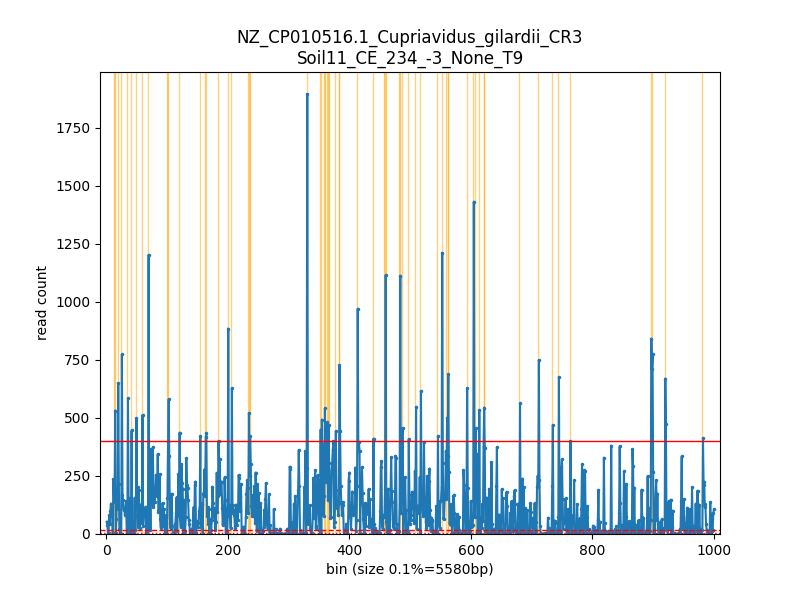 NZ_CP010516.1_Cupriavidus_gilardii_CR3
Soil11_CE_234_-3_None_T9
read count
1750
1500
1250
1000
750
500
250
0
0 200 400 600 800 1000
bin (size 0.1%=5580bp)